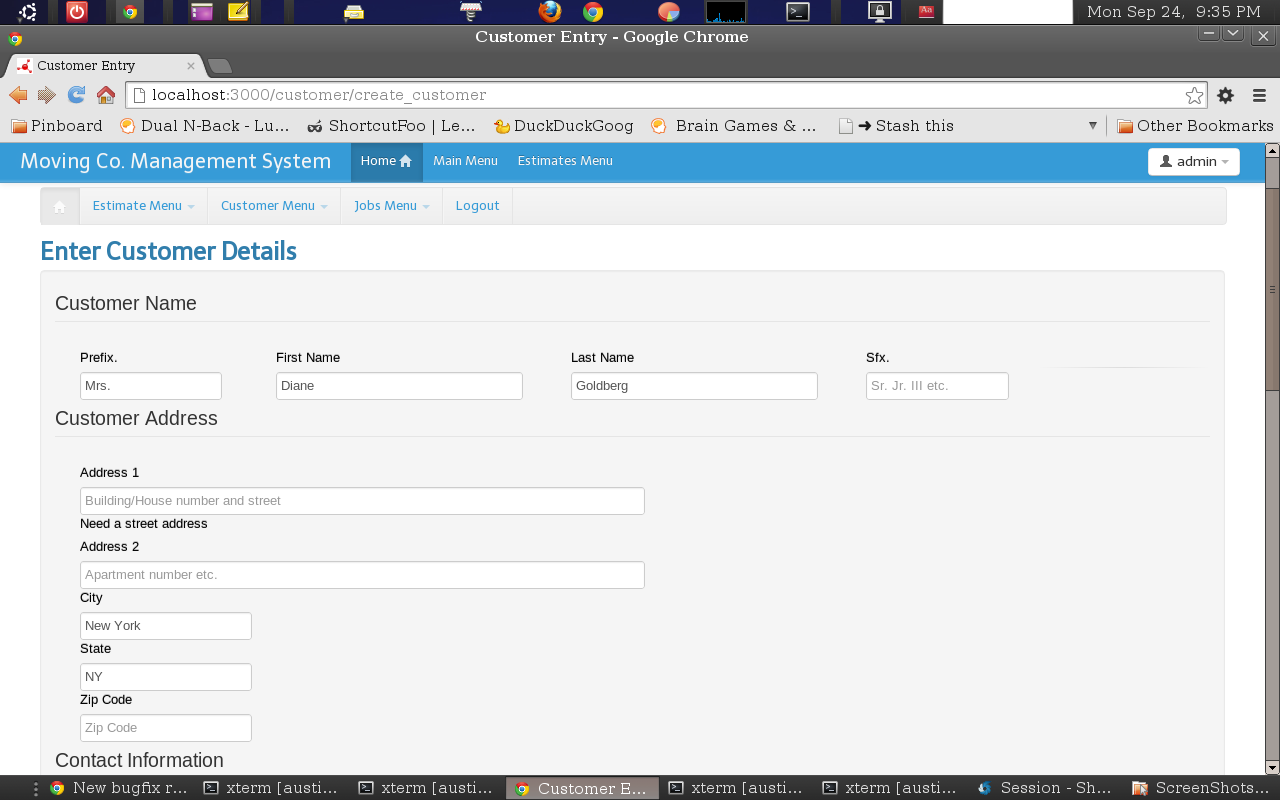 Mon Sep 24, 9:35 PM
Customer Entry - Google Chrome
Customer Entry
localhost:3000/customer/create_customer
Pinboard Dual N-Back - Lu... ShortcutFoo | Le... DuckDuckGoog Brain Games & ... ➜ Stash this Other Bookmarks
Moving Co. Management System Home Main Menu Estimates Menu admin
Estimate Menu Customer Menu Jobs Menu Logout
Enter Customer Details
Customer Name
Prefix. First Name Last Name Sfx.
Mrs. Diane Goldberg Sr. Jr. III etc.
Customer Address
Address 1
Building/House number and street
Need a street address
Address 2
Apartment number etc.
City
New York
State
NY
Zip Code
Zip Code
Contact Information
New bugfix r... xterm [austi... xterm [austi... Customer E... xterm [austi... xterm [austi... Session - Sh... ScreenShots...